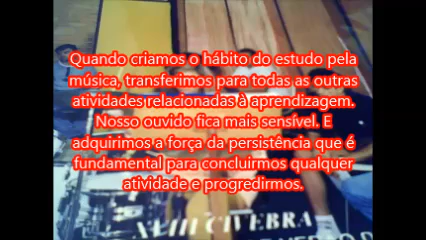 Quando criamos o hábito do estudo pela
música, transferimos para todas as outras
atividades relacionadas à aprendizagem.
Nosso ouvido fica mais sensível. E
adquirimos a força da persistência que é
fundamental para concluirmos qualquer
atividade e progredirmos.
CIVEBRA